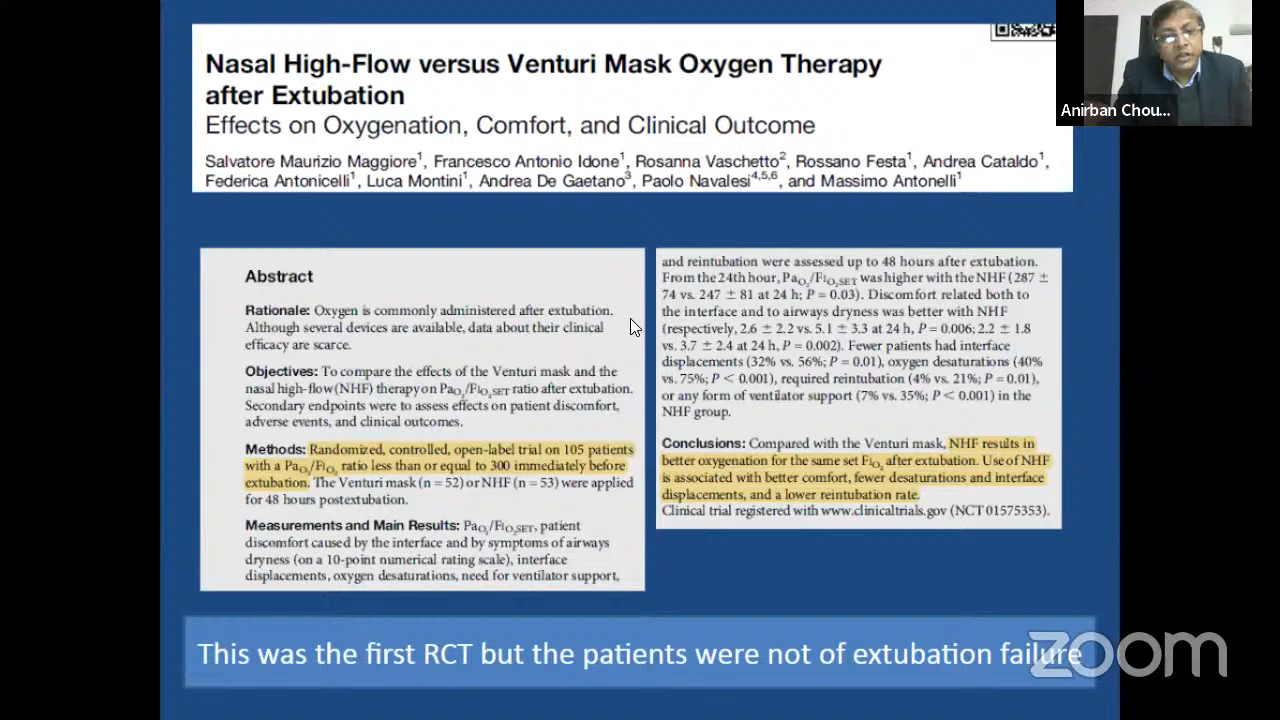 Nasal High-Flow versus Venturi Mask Oxygen Therapy
after Extubation
Effects on Oxygenation, Comfort, and Clinical Outcome
Salvatore Maurizio Maggiore1, Francesco Antonio Idone1, Rosanna Vaschetto2, Rossano Festa1, Andrea Cataldo1,
Federica Antonicelli1, Luca Montini1, Andrea De Gaetano3, Paolo Navalesi4,5,6, and Massimo Antonelli1
Anirban Chou...
Abstract
Rationale: Oxygen is commonly administered after extubation.
Although several devices are available, data about their clinical
efficacy are scarce.
Objectives: To compare the effects of the Venturi mask and the
nasal high-flow (NHF) therapy on PaO2/FIO2SET ratio after extubation.
Secondary endpoints were to assess effects on patient discomfort,
adverse events, and clinical outcomes.
Methods: Randomized, controlled, open-label trial on 105 patients
with a PaO2/FIO2 ratio less than or equal to 300 immediately before
extubation. The Venturi mask (n = 52) or NHF (n = 53) were applied
for 48 hours postextubation.
Measurements and Main Results: PaO2/FIO2SET, patient
discomfort caused by the interface and by symptoms of airways
dryness (on a 10-point numerical rating scale), interface
displacements, oxygen desaturations, need for ventilator support,
and reintubation were assessed up to 48 hours after extubation.
From the 24th hour, PaO2/FIO2SET was higher with the NHF (287 ±
74 vs. 247 ± 81 at 24 h; P = 0.03). Discomfort related both to
the interface and to airways dryness was better with NHF
(respectively, 2.6 ± 2.2 vs. 5.1 ± 3.3 at 24 h, P = 0.006; 2.2 ± 1.8
vs. 3.7 ± 2.4 at 24 h, P = 0.002). Fewer patients had interface
displacements (32% vs. 56%; P = 0.01), oxygen desaturations (40%
vs. 75%; P < 0.001), required reintubation (4% vs. 21%; P = 0.01),
or any form of ventilator support (7% vs. 35%; P < 0.001) in the
NHF group.
Conclusions: Compared with the Venturi mask, NHF results in
better oxygenation for the same set FIO2 after extubation. Use of NHF
is associated with better comfort, fewer desaturations and interface
displacements, and a lower reintubation rate.
Clinical trial registered with www.clinicaltrials.gov (NCT 01575353).
This was the first RCT but the patients were not of extubation failure
zoom